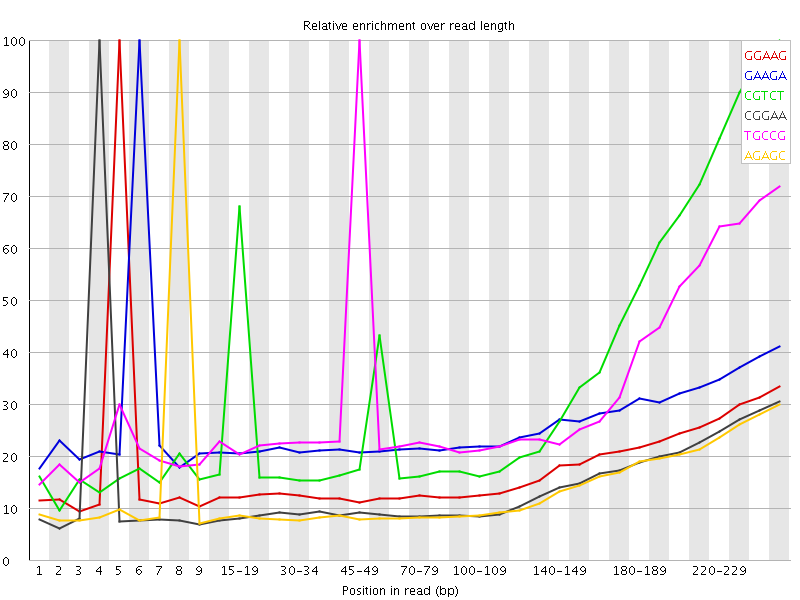 Relative enrichment over read length
100
90
80
70
60
50
40
30
20
10
0
GGAAG
GAAGA
CGTCT
CGGAA
TGCCG
AGAGC
1 2 3 4 5 6 7 8 9 15-19 30-34 45-49 70-79 100-109 140-149 180-189 220-229
Position in read (bp)